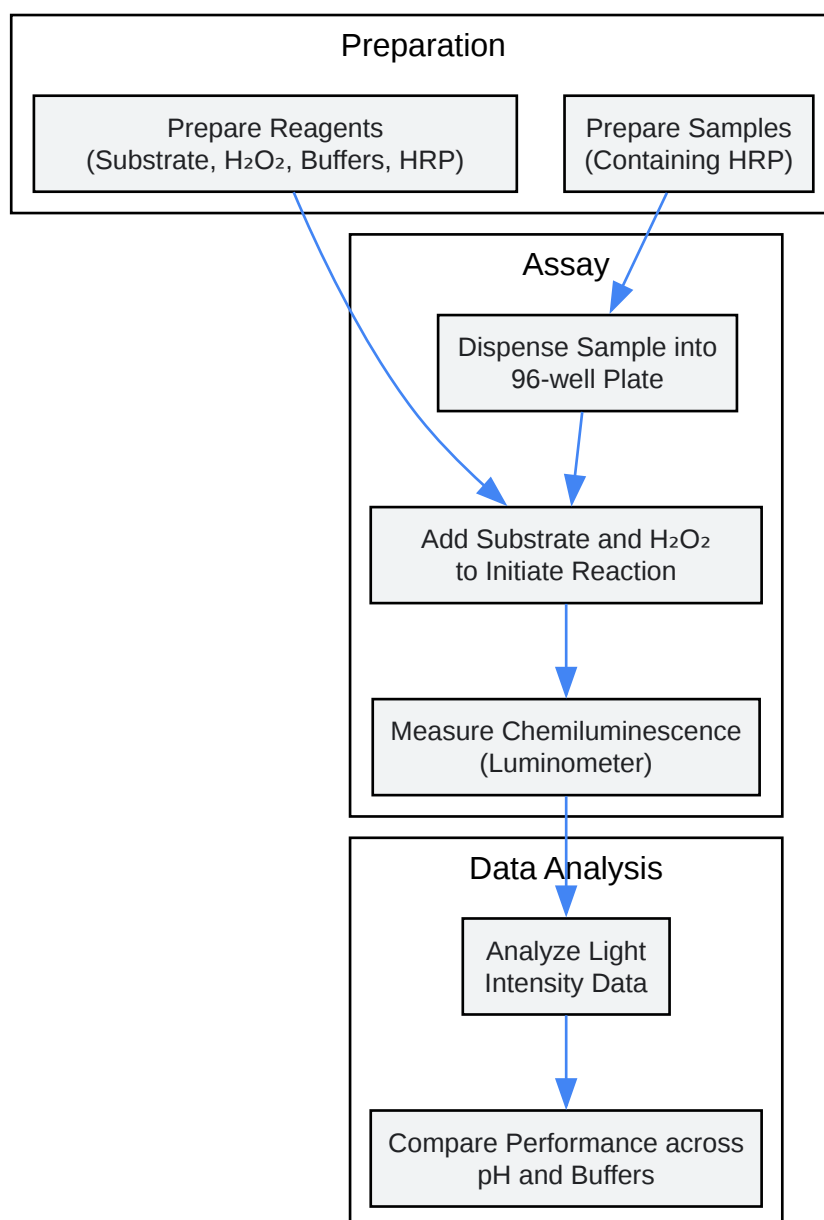 Preparation
Prepare Reagents
(Substrate, H₂O₂, Buffers, HRP)
Prepare Samples
(Containing HRP)
Assay
Dispense Sample into
96-well Plate
Add Substrate and H₂O₂
to Initiate Reaction
Measure Chemiluminescence
(Luminometer)
Data Analysis
Analyze Light
Intensity Data
Compare Performance across
pH and Buffers